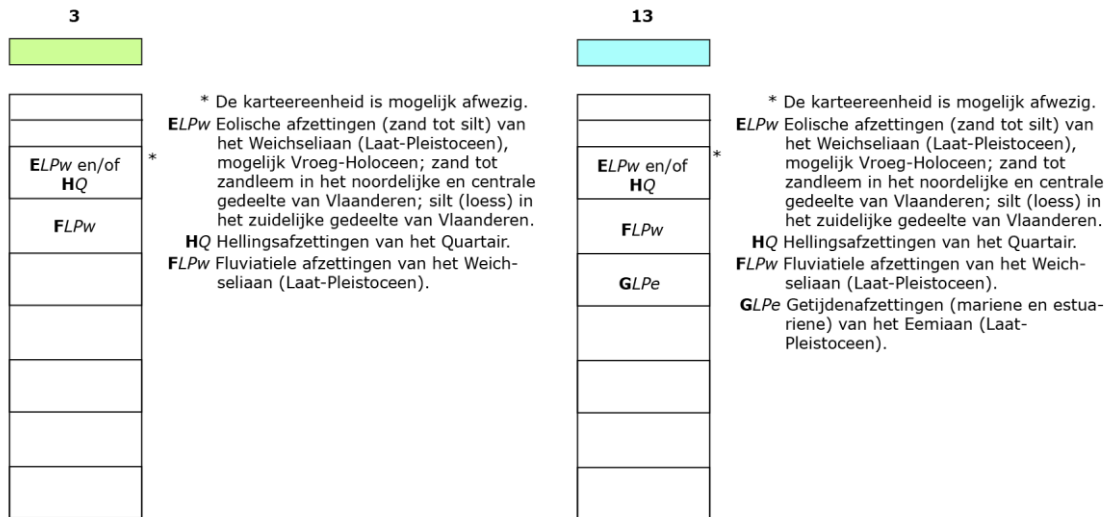 3
* De karteereenheid is mogelijk afwezig.
ELPw Eolische afzettingen (zand tot silt) van
het Weichseliaan (Laat-Pleistoceen),
mogelijk Vroeg-Holoceen; zand tot
zandleem in het noordelijke en centrale
gedeelte van Vlaanderen; silt (loess) in
het zuidelijke gedeelte van Vlaanderen.
HQ Hellingsafzettingen van het Quartair.
FLPw Fluviatiele afzettingen van het Weich-
seliaan (Laat-Pleistoceen).
ELPw en/of
HQ
*
FLPw
13
* De karteereenheid is mogelijk afwezig.
ELPw Eolische afzettingen (zand tot silt) van
het Weichseliaan (Laat-Pleistoceen),
mogelijk Vroeg-Holoceen; zand tot
zandleem in het noordelijke en centrale
gedeelte van Vlaanderen; silt (loess) in
het zuidelijke gedeelte van Vlaanderen.
HQ Hellingsafzettingen van het Quartair.
FLPw Fluviatiele afzettingen van het Weich-
seliaan (Laat-Pleistoceen).
GLPe Getijdenafzettingen (mariene en estua-
riene) van het Eemiaan (Laat-
Pleistoceen).
ELPw en/of
HQ
*
FLPw
GLPe